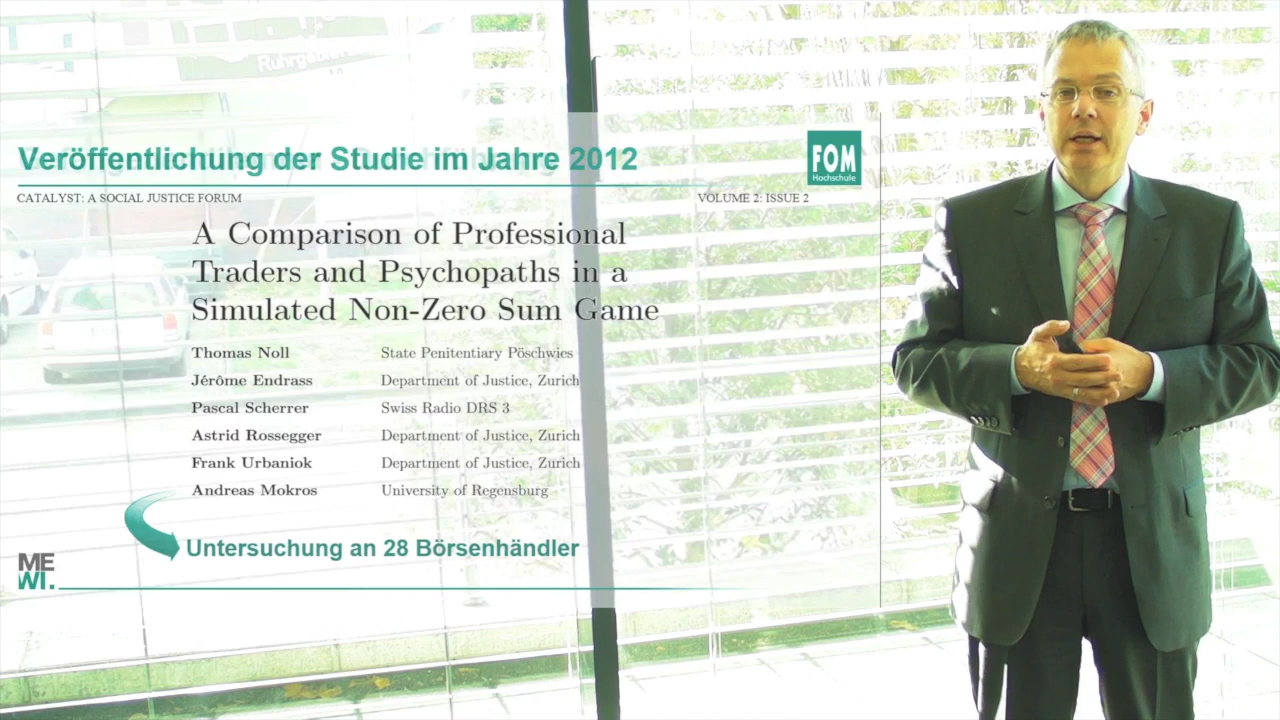 Veröffentlichung der Studie im Jahre 2012
FOM
Hochschule
CATALYST: A SOCIAL JUSTICE FORUM
VOLUME 2: ISSUE 2
A Comparison of Professional
Traders and Psychopaths in a
Simulated Non-Zero Sum Game
Thomas Noll State Penitentiary Pöschwies
Jérôme Endrass Department of Justice, Zurich
Pascal Scherrer Swiss Radio DRS 3
Astrid Rossegger Department of Justice, Zurich
Frank Urbaniok Department of Justice, Zurich
Andreas Mokros University of Regensburg
Untersuchung an 28 Börsenhändler
ME
WI.